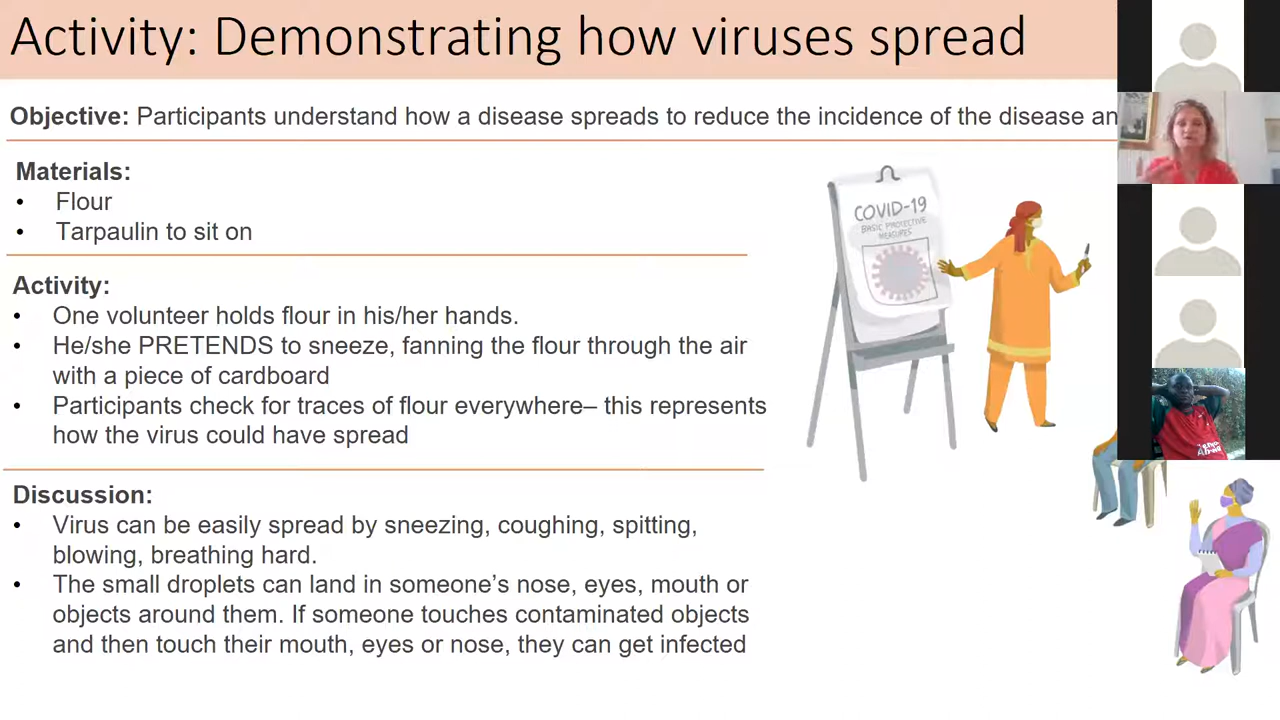 Activity: Demonstrating how viruses spread
Objective: Participants understand how a disease spreads to reduce the incidence of the disease an
Materials:
• Flour
• Tarpaulin to sit on
Activity:
• One volunteer holds flour in his/her hands.
• He/she PRETENDS to sneeze, fanning the flour through the air
with a piece of cardboard
• Participants check for traces of flour everywhere– this represents
how the virus could have spread
Discussion:
• Virus can be easily spread by sneezing, coughing, spitting,
blowing, breathing hard.
• The small droplets can land in someone’s nose, eyes, mouth or
objects around them. If someone touches contaminated objects
and then touch their mouth, eyes or nose, they can get infected
COVID-19
BASIC PROTECTIVE
MEASURES